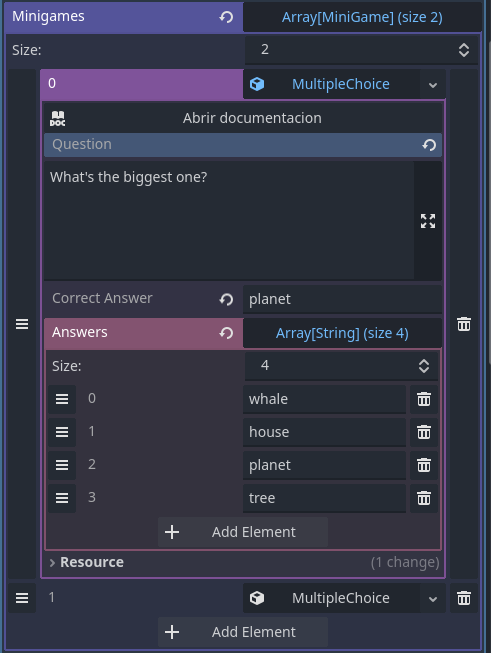 Minigames Array[MiniGame] (size 2)
Size: 2
0 MultipleChoice
DOC Abrir documentacion
Question
What's the biggest one?
Correct Answer planet
Answers Array[String] (size 4)
Size: 4
0 whale
1 house
2 planet
3 tree
Add Element
Resource (1 change)
1 MultipleChoice
Add Element